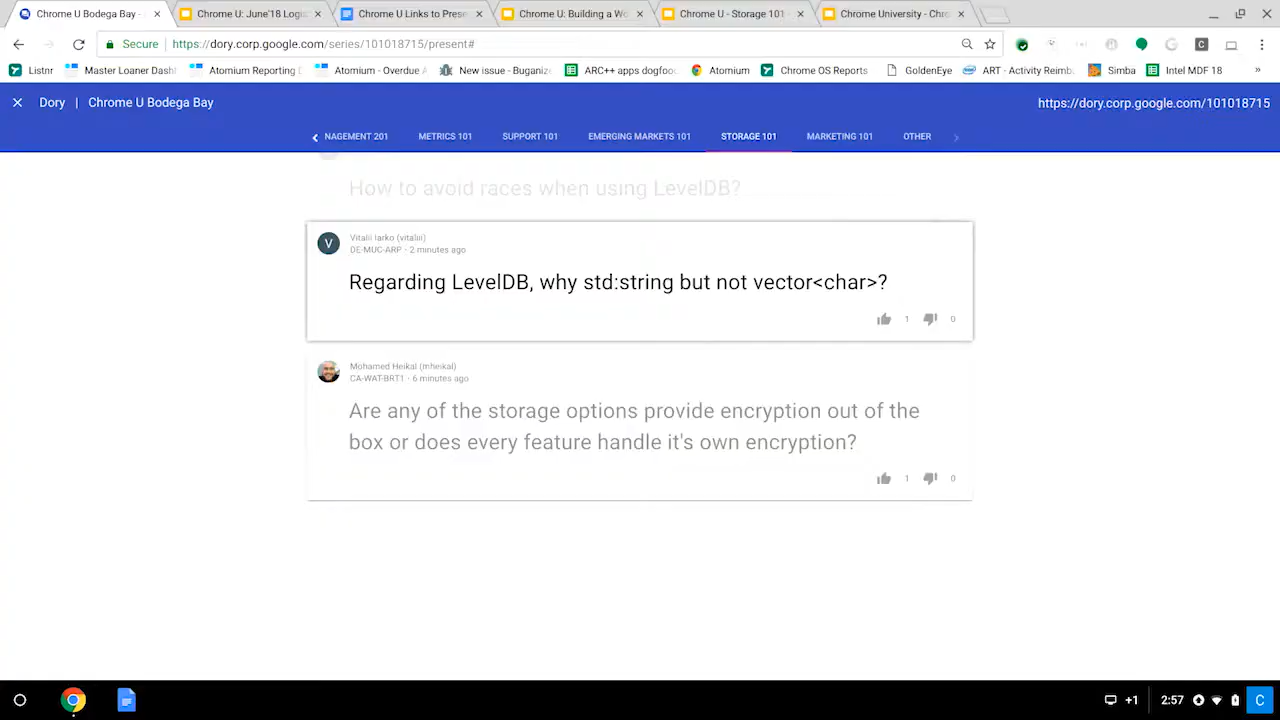 Chrome U Bodega Bay -
Chrome U: June'18 Logi
Chrome U Links to Prese
Chrome U: Building a Wo
Chrome U - Storage 101
Chrome University - Chr
Secure
https://dory.corp.google.com/series/101018715/present#
Listnr
Master Loaner Dash
Atomium Reporting
Atomium - Overdue
New issue - Buganiz
ARC++ apps dogfoo
Atomium
Chrome OS Reports
GoldenEye
ART - Activity Reimb
Simba
Intel MDF 18
»
Dory | Chrome U Bodega Bay
https://dory.corp.google.com/101018715
NAGEMENT 201
METRICS 101
SUPPORT 101
EMERGING MARKETS 101
STORAGE 101
MARKETING 101
OTHER
How to avoid races when using LevelDB?
V
Vitalii Iarko (vitaliii)
DE-MUC-ARP - 2 minutes ago
Regarding LevelDB, why std:string but not vector<char>?
1
0
Mohamed Heikal (mheikal)
CA-WAT-BRT1 - 6 minutes ago
Are any of the storage options provide encryption out of the
box or does every feature handle it's own encryption?
1
0
+1
2:57
C